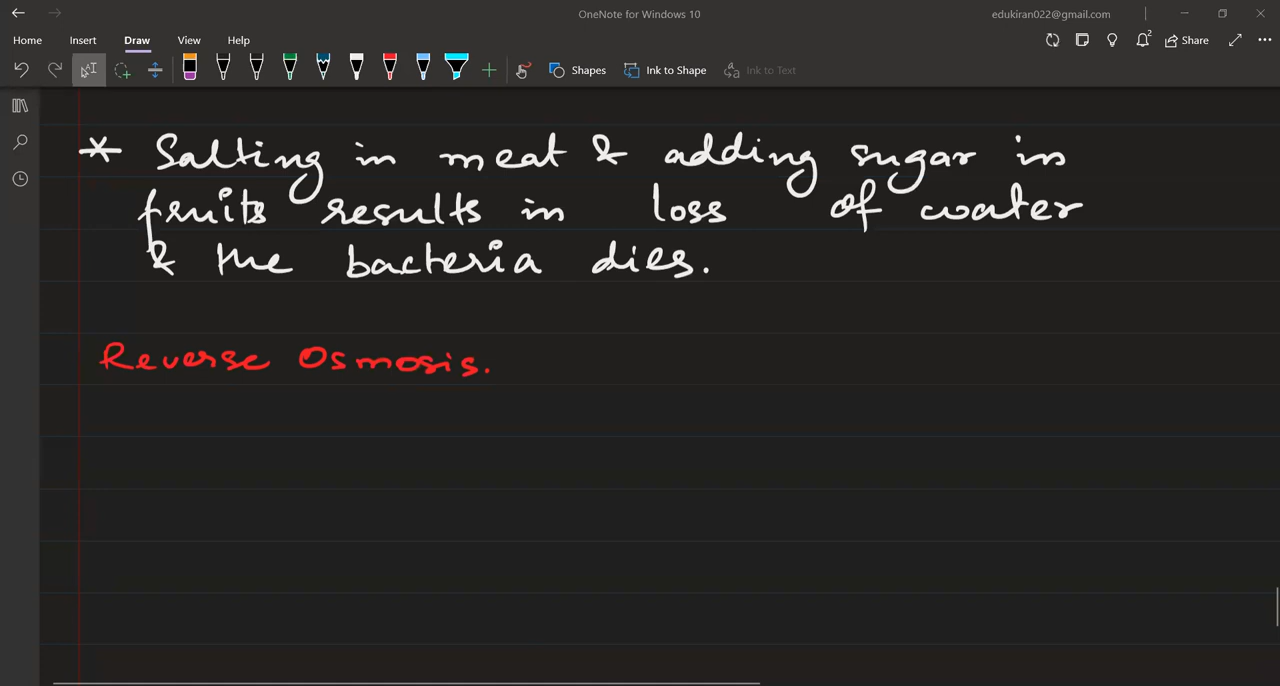 OneNote for Windows 10
edukiran022@gmail.com
Home Insert Draw View Help
Share
Shapes Ink to Shape Ink to Text
* Salting in meat & adding sugar in
fruits results in loss of water
& the bacteria dies.
Reverse Osmosis.